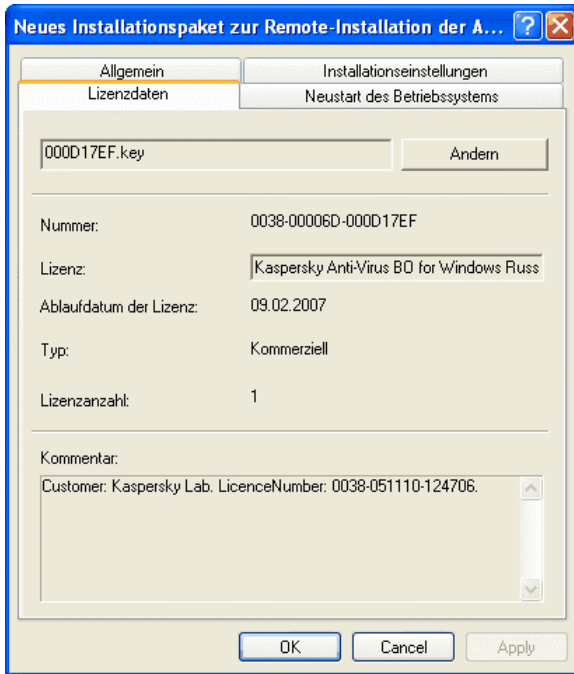 Neues Installationspaket zur Remote-Installation der A...
Allgemein
Installationseinstellungen
Lizenzdaten
Neustart des Betriebssystems
000D17EF.key
Andern
Nummer:
0038-00006D-000D17EF
Lizenz:
Kaspersky Anti-Virus BO for Windows Russ
Ablaufdatum der Lizenz:
09.02.2007
Typ:
Kommerziell
Lizenzanzahl:
1
Kommentar:
Customer: Kaspersky Lab. LicenceNumber: 0038-051110-124706.
OK
Cancel
Apply